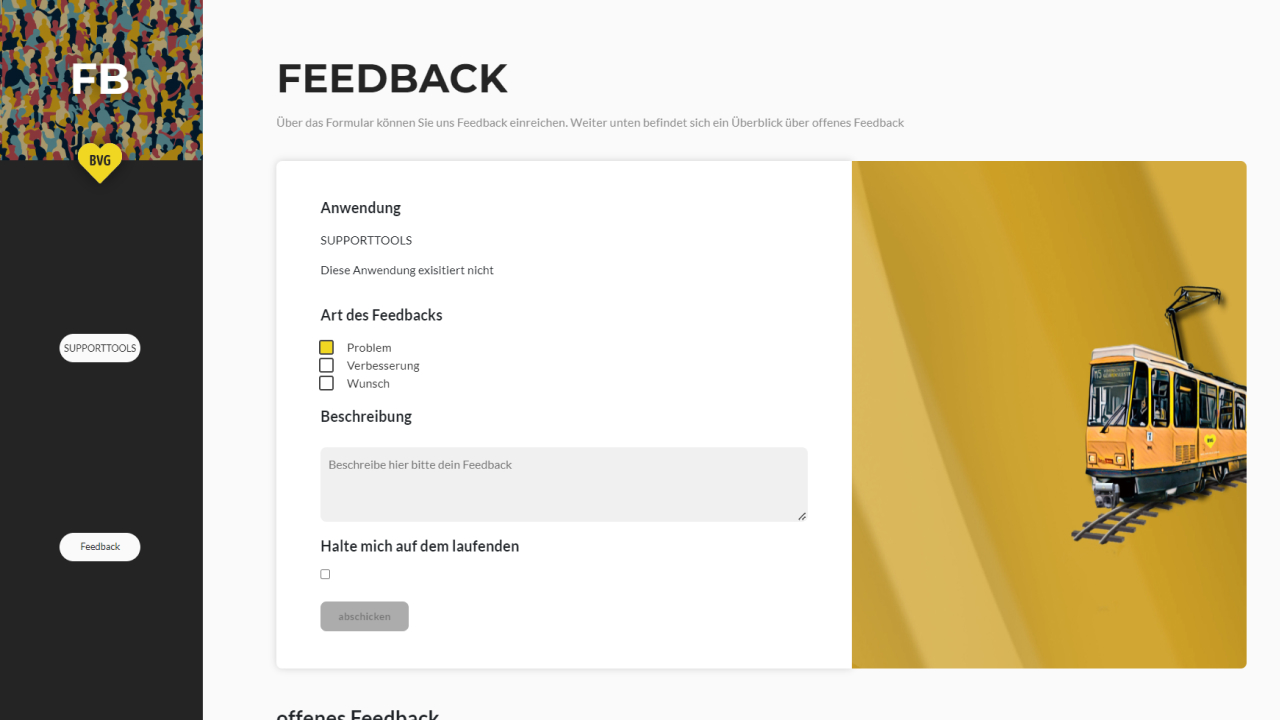 FB
BVG
SUPPORTTOOLS
Feedback
FEEDBACK
Über das Formular können Sie uns Feedback einreichen. Weiter unten befindet sich ein Überblick über offenes Feedback
Anwendung
SUPPORTTOOLS
Diese Anwendung exisitiert nicht
Art des Feedbacks
Problem
Verbesserung
Wunsch
Beschreibung
Beschreibe hier bitte dein Feedback
Halte mich auf dem laufenden
abschicken
offenes Feedback